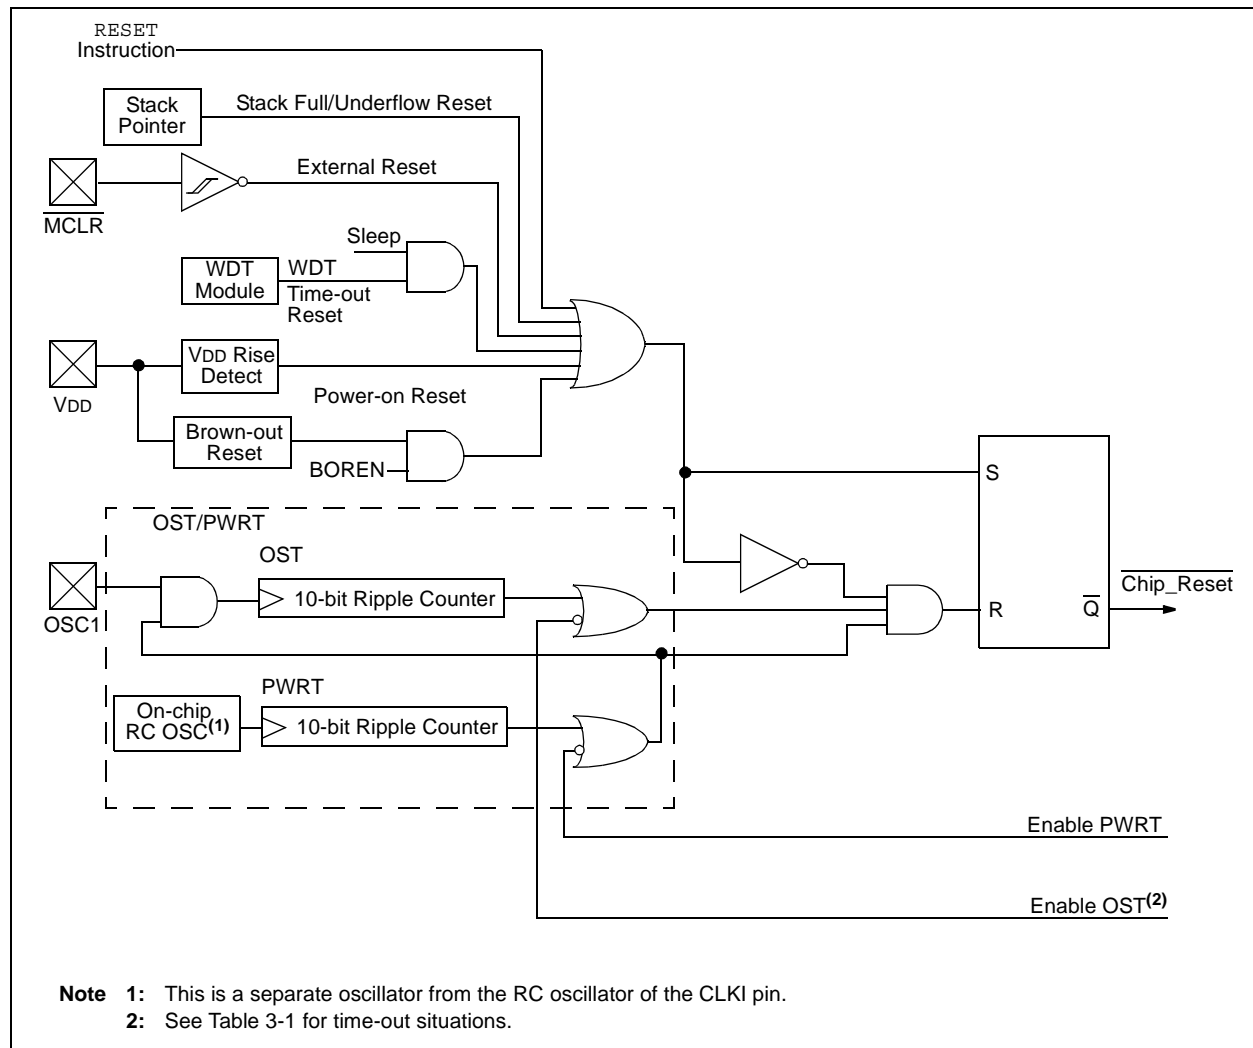 RESET
Instruction
Stack
Pointer
Stack Full/Underflow Reset
External Reset
MCLR
Sleep
WDT
Module
WDT
Time-out
Reset
VDD Rise
Detect
VDD
Power-on Reset
Brown-out
Reset
BOREN
S
OST/PWRT
OST
10-bit Ripple Counter
OSC1
Chip_Reset
R
Q
PWRT
On-chip
RC OSC(1)
10-bit Ripple Counter
Enable PWRT
Enable OST(2)
Note 1: This is a separate oscillator from the RC oscillator of the CLKI pin.
2: See Table 3-1 for time-out situations.